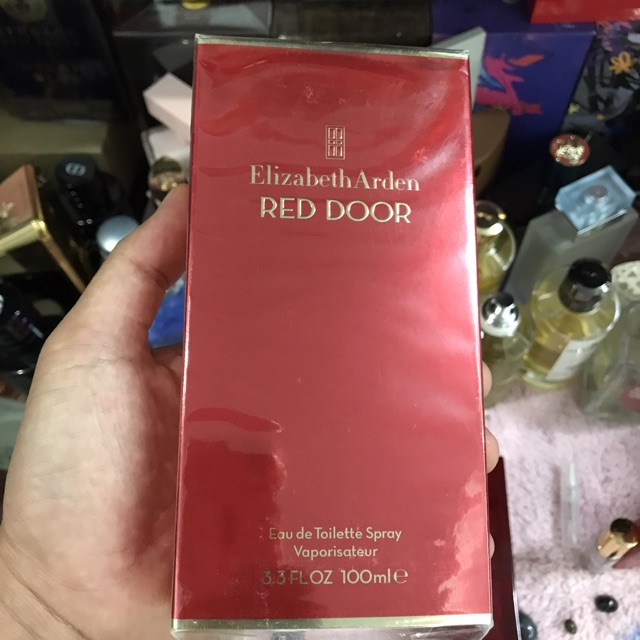 Elizabeth Arden
RED DOOR
Eau de Toilette Spray
Vaporisateur
3.3 FL OZ 100ml e